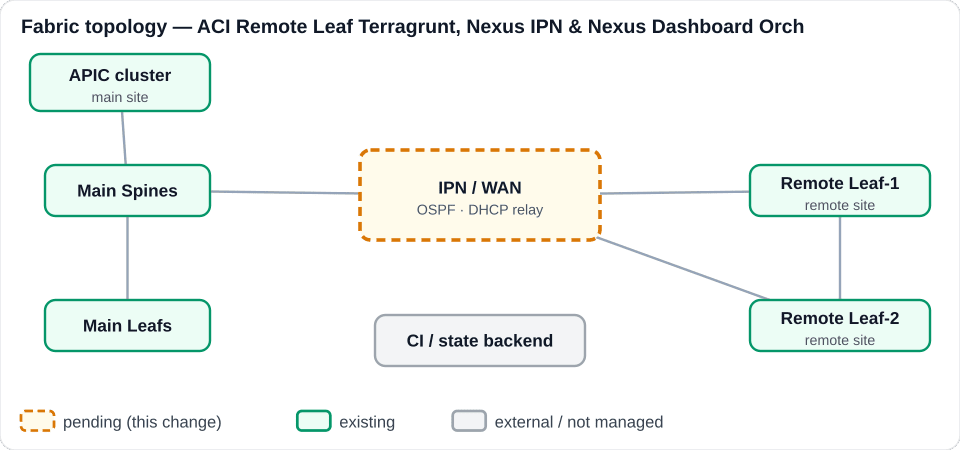 Fabric topology — ACI Remote Leaf Terragrunt, Nexus IPN & Nexus Dashboard Orch
APIC cluster
main site
Main Spines
IPN / WAN
OSPF · DHCP relay
Remote Leaf-1
remote site
Main Leafs
CI / state backend
Remote Leaf-2
remote site
pending (this change)
existing
external / not managed